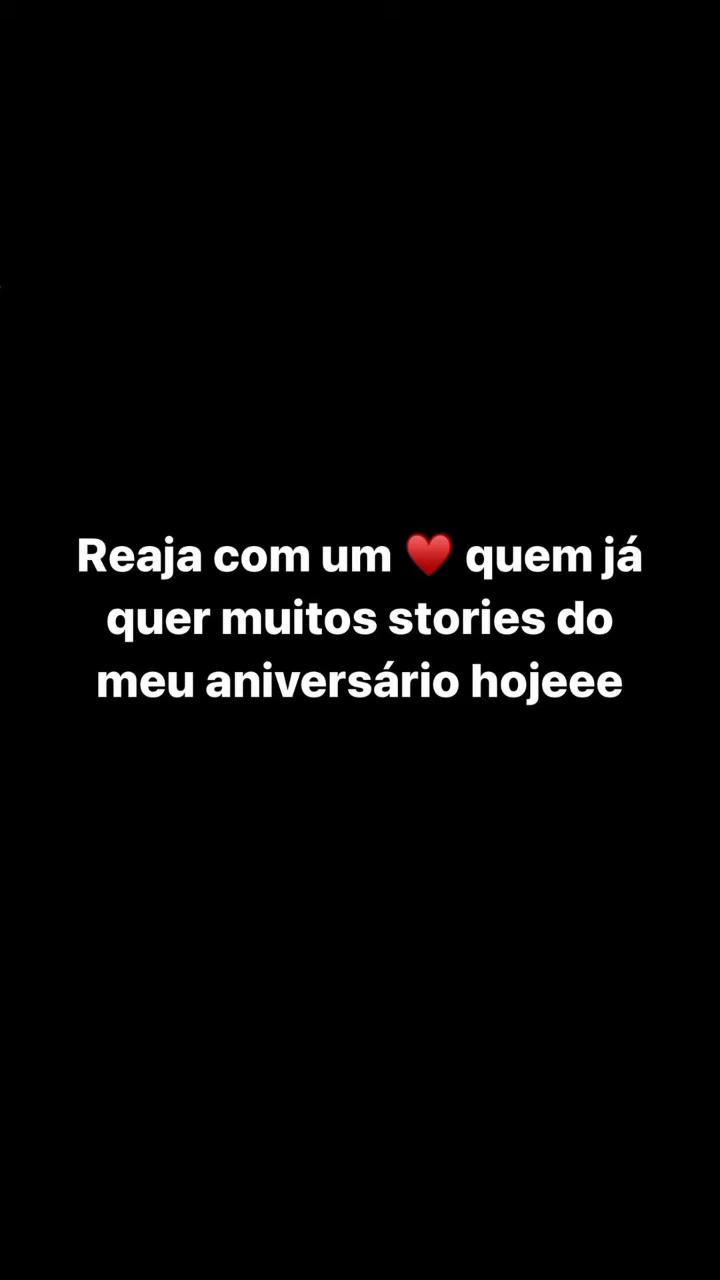 Reaja com um ♥️ quem já
quer muitos stories do
meu aniversário hojeee